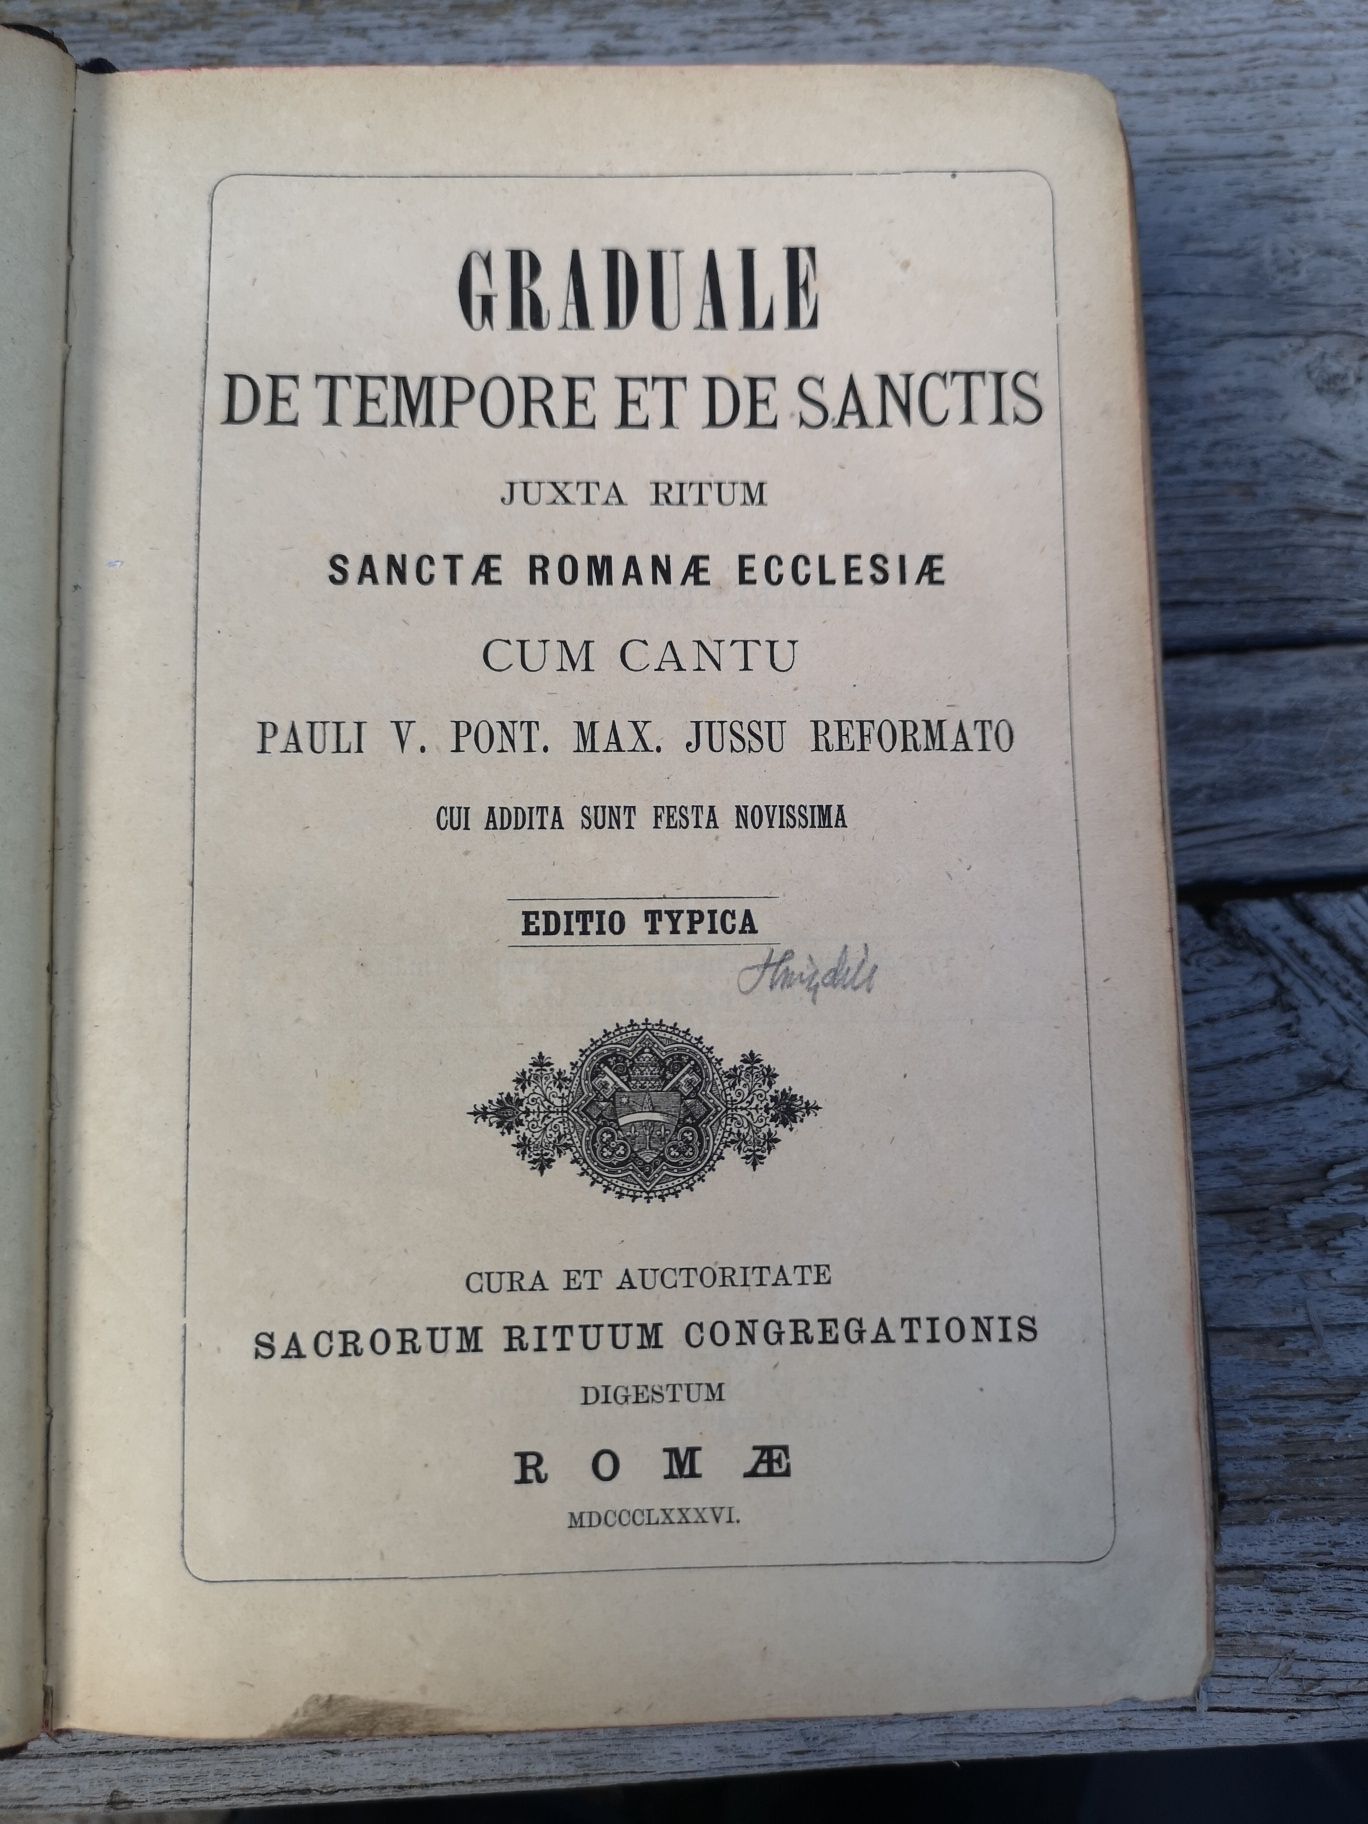 GRADUALE
DE TEMPORE ET DE SANCTIS
JUXTA RITUM
SANCTÆ ROMANÆ ECCLESIÆ
CUM CANTU
PAULI V. PONT. MAX. JUSSU REFORMATO
CUI ADDITA SUNT FESTA NOVISSIMA
EDITIO TYPICA
CURA ET AUCTORITATE
SACRORUM RITUUM CONGREGATIONIS
DIGESTUM
ROMÆ
MDCCCLXXXVI.